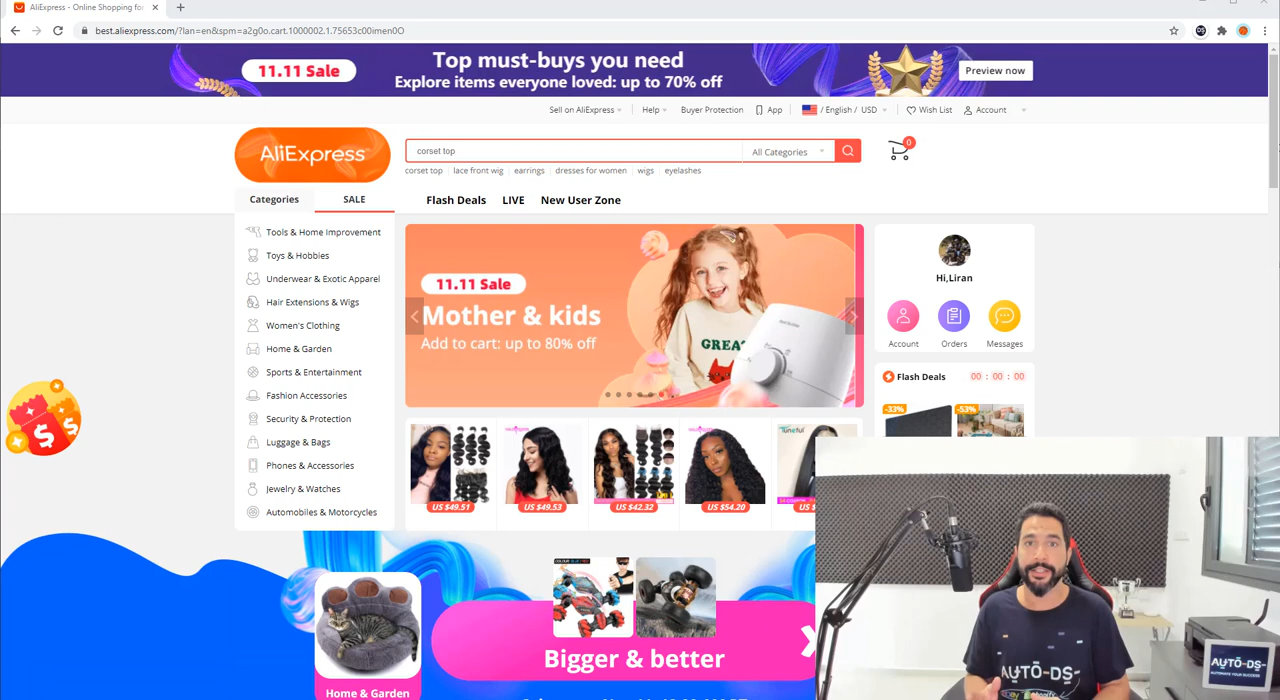 AliExpress - Online Shopping for
best.aliexpress.com/?lan=en&spm=a2g0o.cart.1000002.1.75653c00imen0O
11.11 Sale
Top must-buys you need
Explore items everyone loved: up to 70% off
Preview now
Sell on AliExpress
Help
Buyer Protection
App
/ English / USD
Wish List
Account
AliExpress
corset top
All Categories
0
corset top lace front wig earrings dresses for women wigs eyelashes
Categories
SALE
Flash Deals
LIVE
New User Zone
Tools & Home Improvement
Toys & Hobbies
Underwear & Exotic Apparel
Hair Extensions & Wigs
Women's Clothing
Home & Garden
Sports & Entertainment
Fashion Accessories
Security & Protection
Luggage & Bags
Phones & Accessories
Jewelry & Watches
Automobiles & Motorcycles
11.11 Sale
Mother & kids
Add to cart: up to 80% off
GREA
Hi,Liran
Account
Orders
Messages
Flash Deals
00 : 00 : 00
-33%
-53%
Tuneful
US $49.51
US $49.53
US $42.32
US $54.20
Bigger & better
Home & Garden
AUTO-DS-
AUTO-DS-
AUTOMATE YOUR SUCCESS